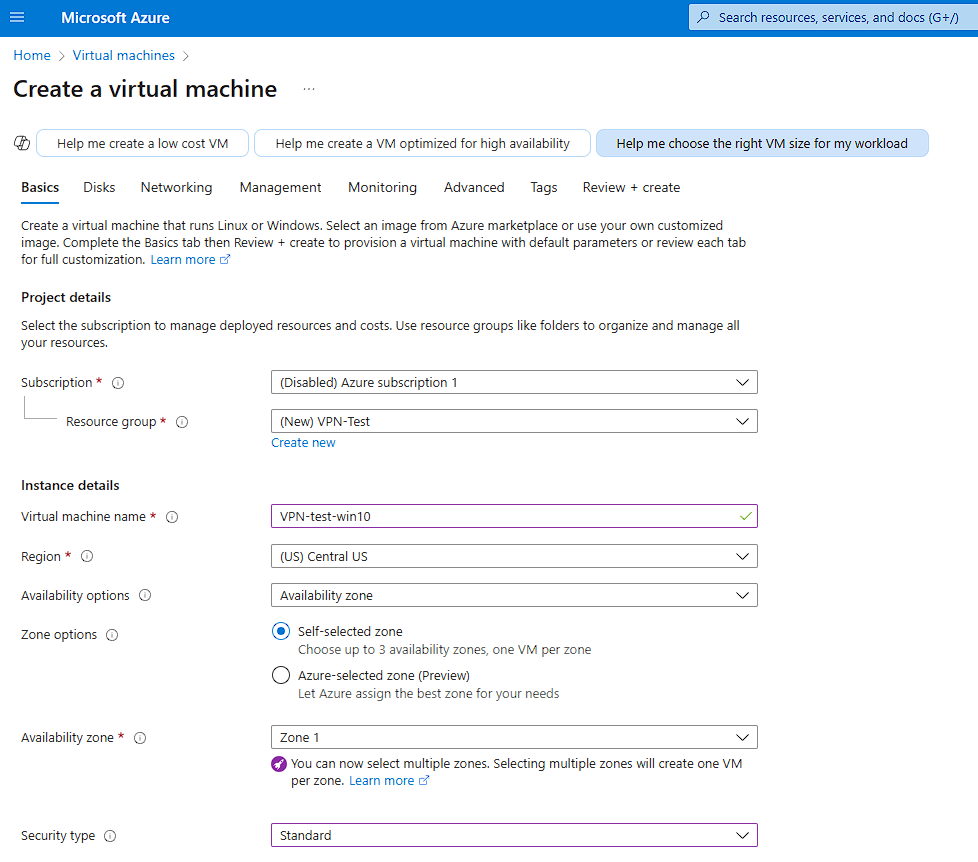 Microsoft Azure
Search resources, services, and docs (G+/)
Home > Virtual machines >
Create a virtual machine ...
Help me create a low cost VM
Help me create a VM optimized for high availability
Help me choose the right VM size for my workload
Basics Disks Networking Management Monitoring Advanced Tags Review + create
Create a virtual machine that runs Linux or Windows. Select an image from Azure marketplace or use your own customized
image. Complete the Basics tab then Review + create to provision a virtual machine with default parameters or review each tab
for full customization. Learn more
Project details
Select the subscription to manage deployed resources and costs. Use resource groups like folders to organize and manage all
your resources.
Subscription *
(Disabled) Azure subscription 1
Resource group *
(New) VPN-Test
Create new
Instance details
Virtual machine name *
VPN-test-win10
Region *
(US) Central US
Availability options
Availability zone
Zone options
Self-selected zone
Choose up to 3 availability zones, one VM per zone
Azure-selected zone (Preview)
Let Azure assign the best zone for your needs
Availability zone *
Zone 1
You can now select multiple zones. Selecting multiple zones will create one VM
per zone. Learn more
Security type
Standard